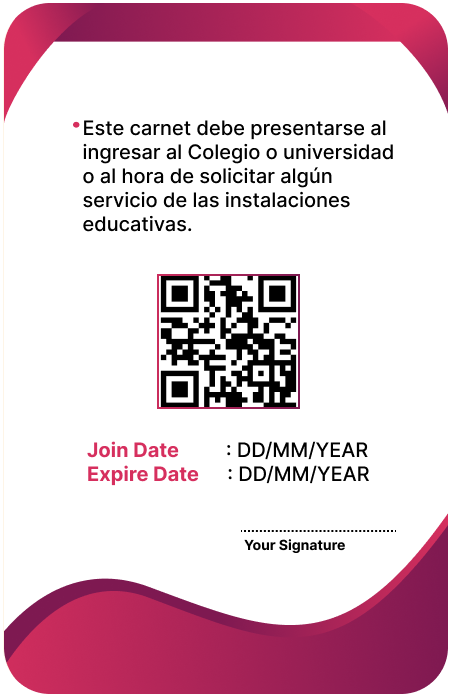 Este carnet debe presentarse al
ingresar al Colegio o universidad
o al hora de solicitar algún
servicio de las instalaciones
educativas.
Join Date : DD/MM/YEAR
Expire Date : DD/MM/YEAR
Your Signature